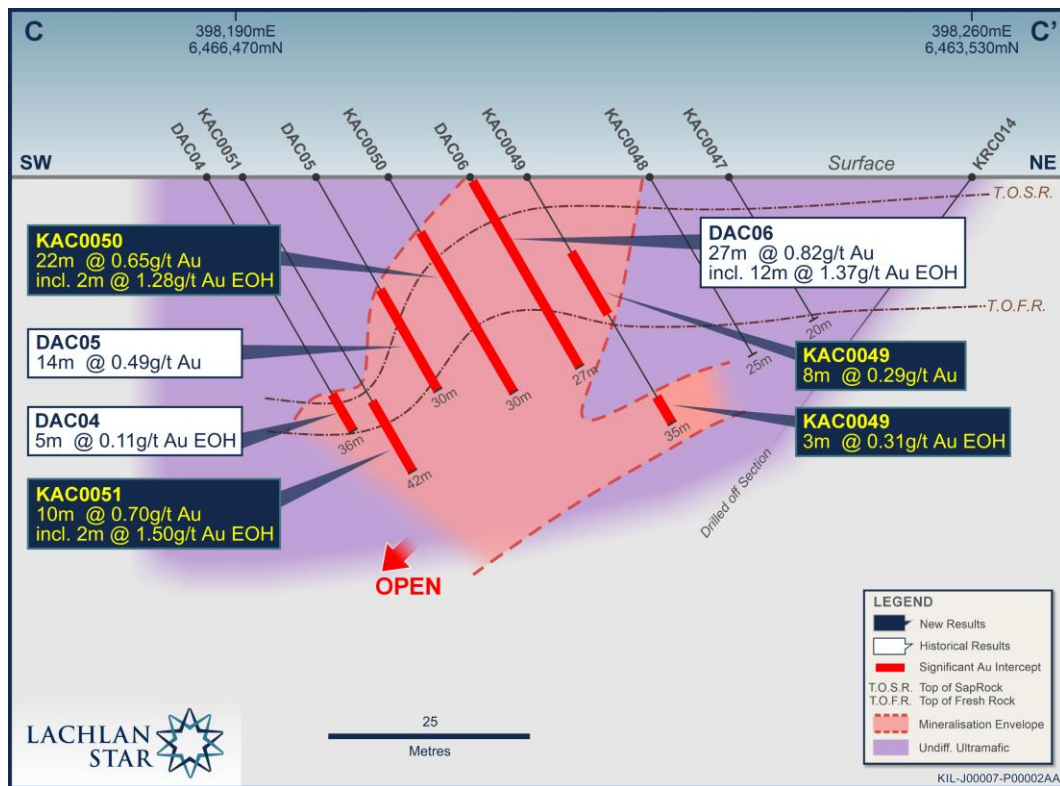 C
398,190mE
6,466,470mN
398,260mE
6,463,530mN
C'
SW
DAC04
KAC0051
DAC05
KAC0050
DAC06
KAC0049
KAC0048
KAC0047
Surface
KRC014
NE
T.O.S.R.
KAC0050
22m @ 0.65g/t Au
incl. 2m @ 1.28g/t Au EOH
DAC06
27m @ 0.82g/t Au
incl. 12m @ 1.37g/t Au EOH
T.O.F.R.
DAC05
14m @ 0.49g/t Au
KAC0049
8m @ 0.29g/t Au
DAC04
5m @ 0.11g/t Au EOH
KAC0049
3m @ 0.31g/t Au EOH
KAC0051
10m @ 0.70g/t Au
incl. 2m @ 1.50g/t Au EOH
36m
42m
30m
30m
27m
35m
25m
20m
Drilled off Section
OPEN
LEGEND
New Results
Historical Results
Significant Au Intercept
T.O.S.R. Top of SapRock
T.O.F.R. Top of Fresh Rock
Mineralisation Envelope
Undiff. Ultramafic
LACHLAN
STAR
25
Metres
KIL-J00007-P00002AA